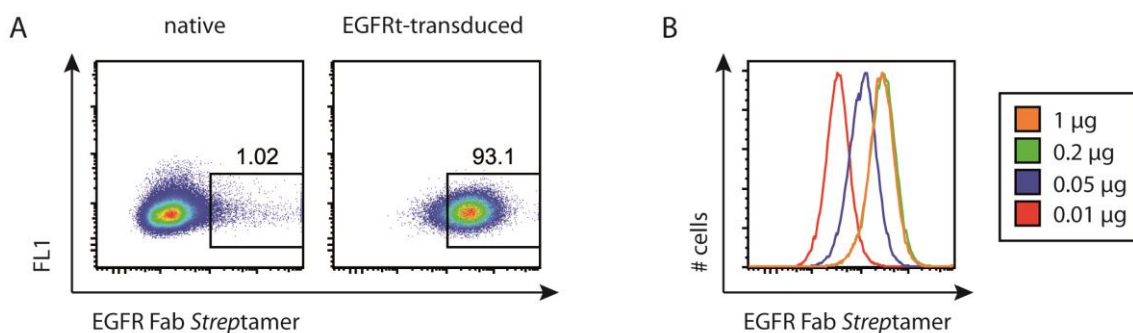 A
native
EGFRt-transduced
1.02
93.1
FL1
EGFR Fab Streptamer
B
# cells
EGFR Fab Streptamer
1 µg
0.2 µg
0.05 µg
0.01 µg